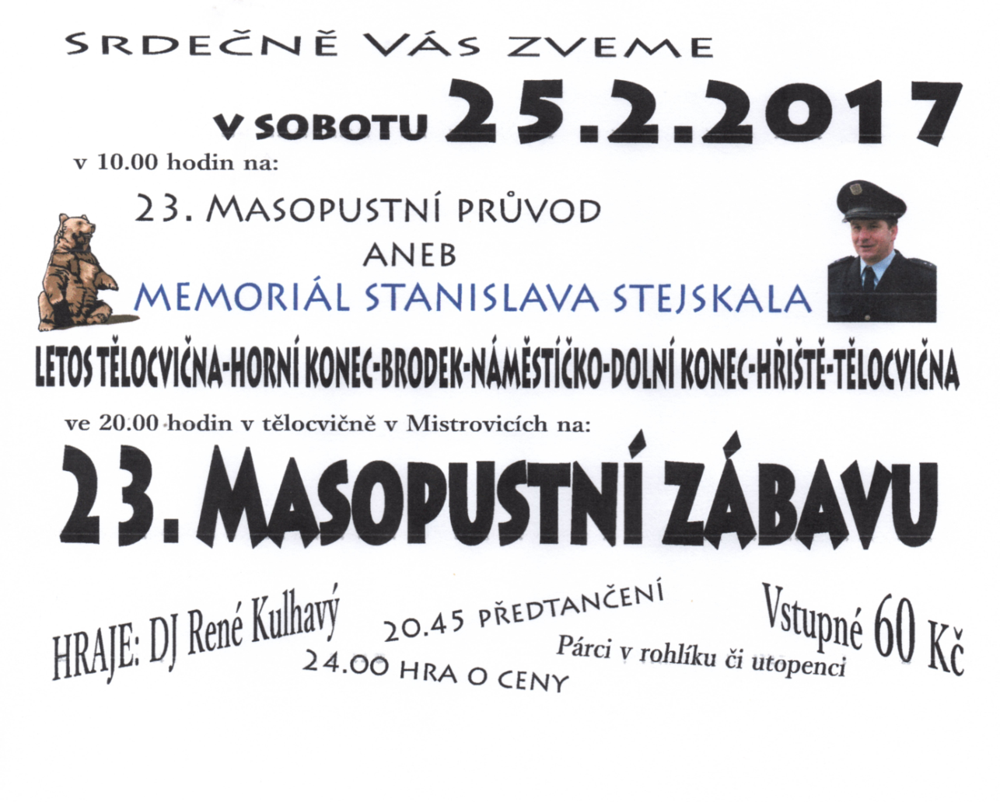 SRDEČNĚ VÁS ZVEME
V SOBOTU 25.2.2017
v 10.00 hodin na:
23. MASOPUSTNÍ PRŮVOD
ANEB
MEMORIÁL STANISLAVA STEJSKALA
LETOS TĚLOCVIČNA-HORNÍ KONEC-BRODEK-NÁMĚSTÍČKO-DOLNÍ KONEC-HŘIŠTĚ-TĚLOCVIČNA
ve 20.00 hodin v tělocvičně v Mistrovicích na:
23. MASOPUSTNÍ ZÁBAVU
HRAJE: DJ René Kulhavý
20.45 PŘEDTANČENÍ
Vstupné 60 Kč
24.00 HRA O CENY
Párci v rohlíku či utopenci